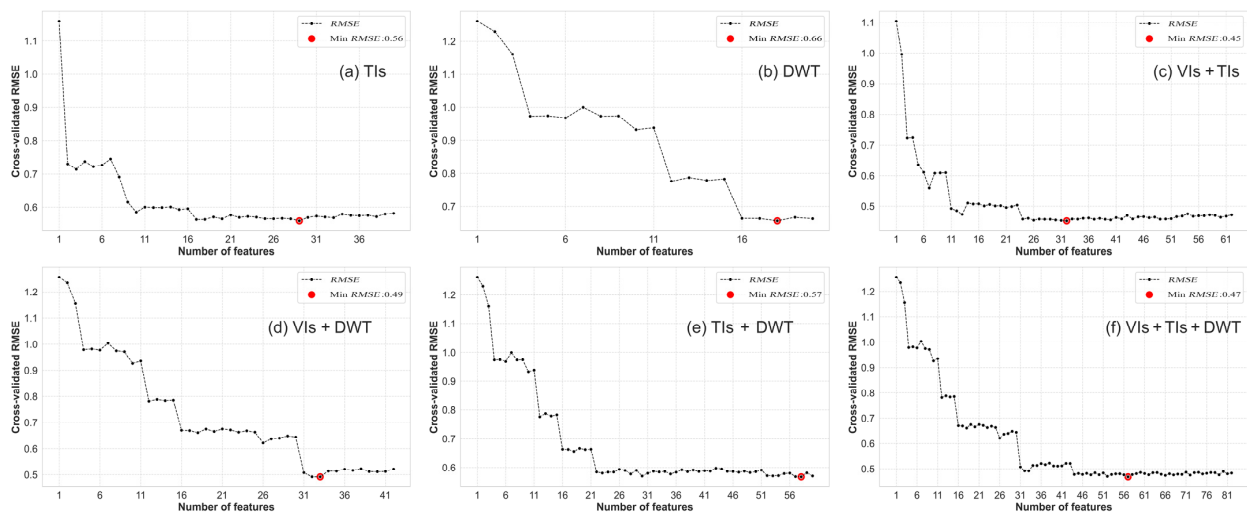 RMSE
Min RMSE:0.56
(a) TIs
Cross-validated RMSE
1.1
1.0
0.9
0.8
0.7
0.6
1 6 11 16 21 26 31 36
Number of features
RMSE
Min RMSE:0.66
(b) DWT
Cross-validated RMSE
1.2
1.1
1.0
0.9
0.8
0.7
1 6 11 16
Number of features
RMSE
Min RMSE:0.45
(c) VIs + TIs
Cross-validated RMSE
1.1
1.0
0.9
0.8
0.7
0.6
0.5
1 6 11 16 21 26 31 36 41 46 51 56 61
Number of features
RMSE
Min RMSE:0.49
(d) VIs + DWT
Cross-validated RMSE
1.2
1.1
1.0
0.9
0.8
0.7
0.6
0.5
1 6 11 16 21 26 31 36 41
Number of features
RMSE
Min RMSE:0.57
(e) TIs + DWT
Cross-validated RMSE
1.2
1.1
1.0
0.9
0.8
0.7
0.6
1 6 11 16 21 26 31 36 41 46 51 56
Number of features
RMSE
Min RMSE:0.47
(f) VIs + TIs + DWT
Cross-validated RMSE
1.2
1.1
1.0
0.9
0.8
0.7
0.6
0.5
1 6 11 16 21 26 31 36 41 46 51 56 61 66 71 76 81
Number of features